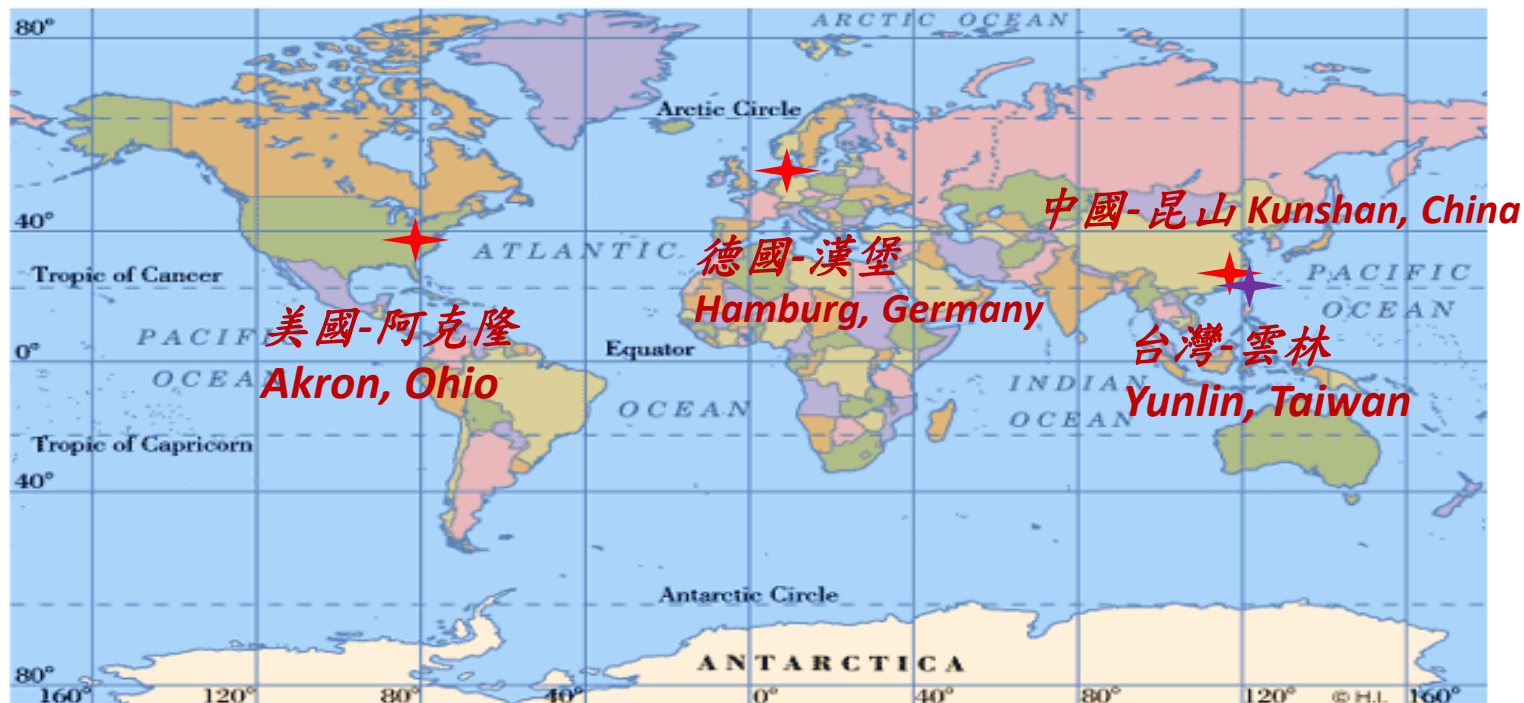 80°
ARCTIC OCEAN
Arctic Circle
中國-昆山 Kunshan, China
40°
ATLANTIC
德國-漢堡
Hamburg, Germany
Tropic of Cancer
PACIFIC
OCEAN
美國-阿克隆
Akron, Ohio
PACIFI
OCEA
台灣-雲林
Yunlin, Taiwan
Equator
0°
OCEAN
INDIAN
OCEAN
Tropic of Capricorn
40°
Antarctic Circle
ANTARCTICA
80°
160° 120° 80° 40° 0° 40° 80° 120° © H.I. 160°